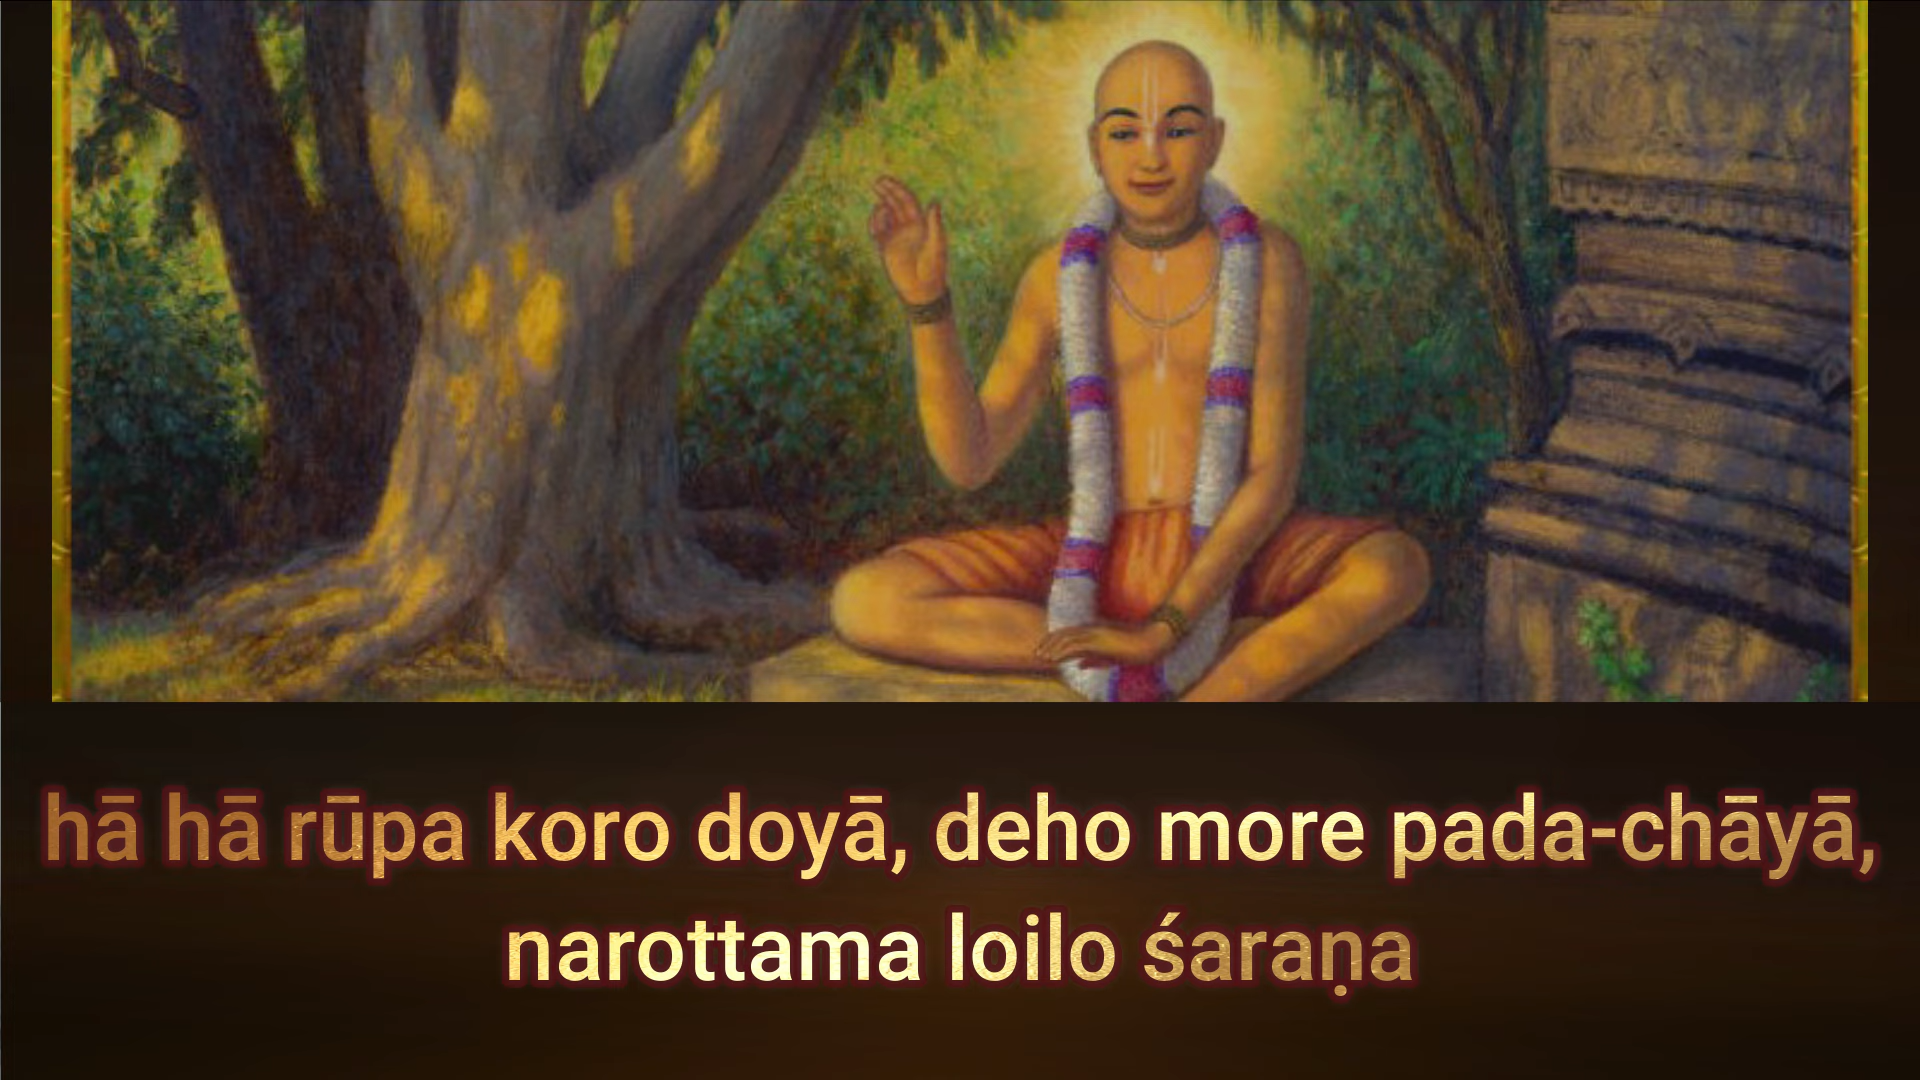 hā hā rūpa koro doyā, deho more pada-chāyā,
narottama loilo śaraṇa